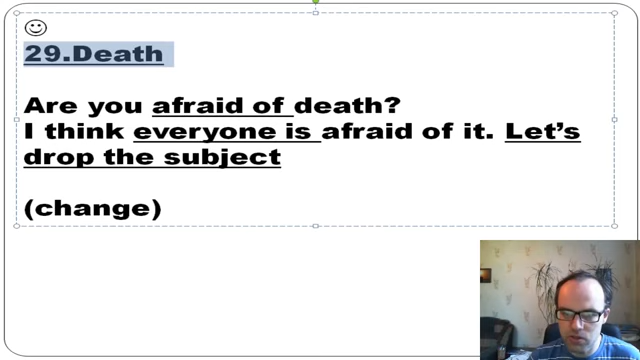 29.Death
Are you afraid of death?
I think everyone is afraid of it. Let's
drop the subject
(change)